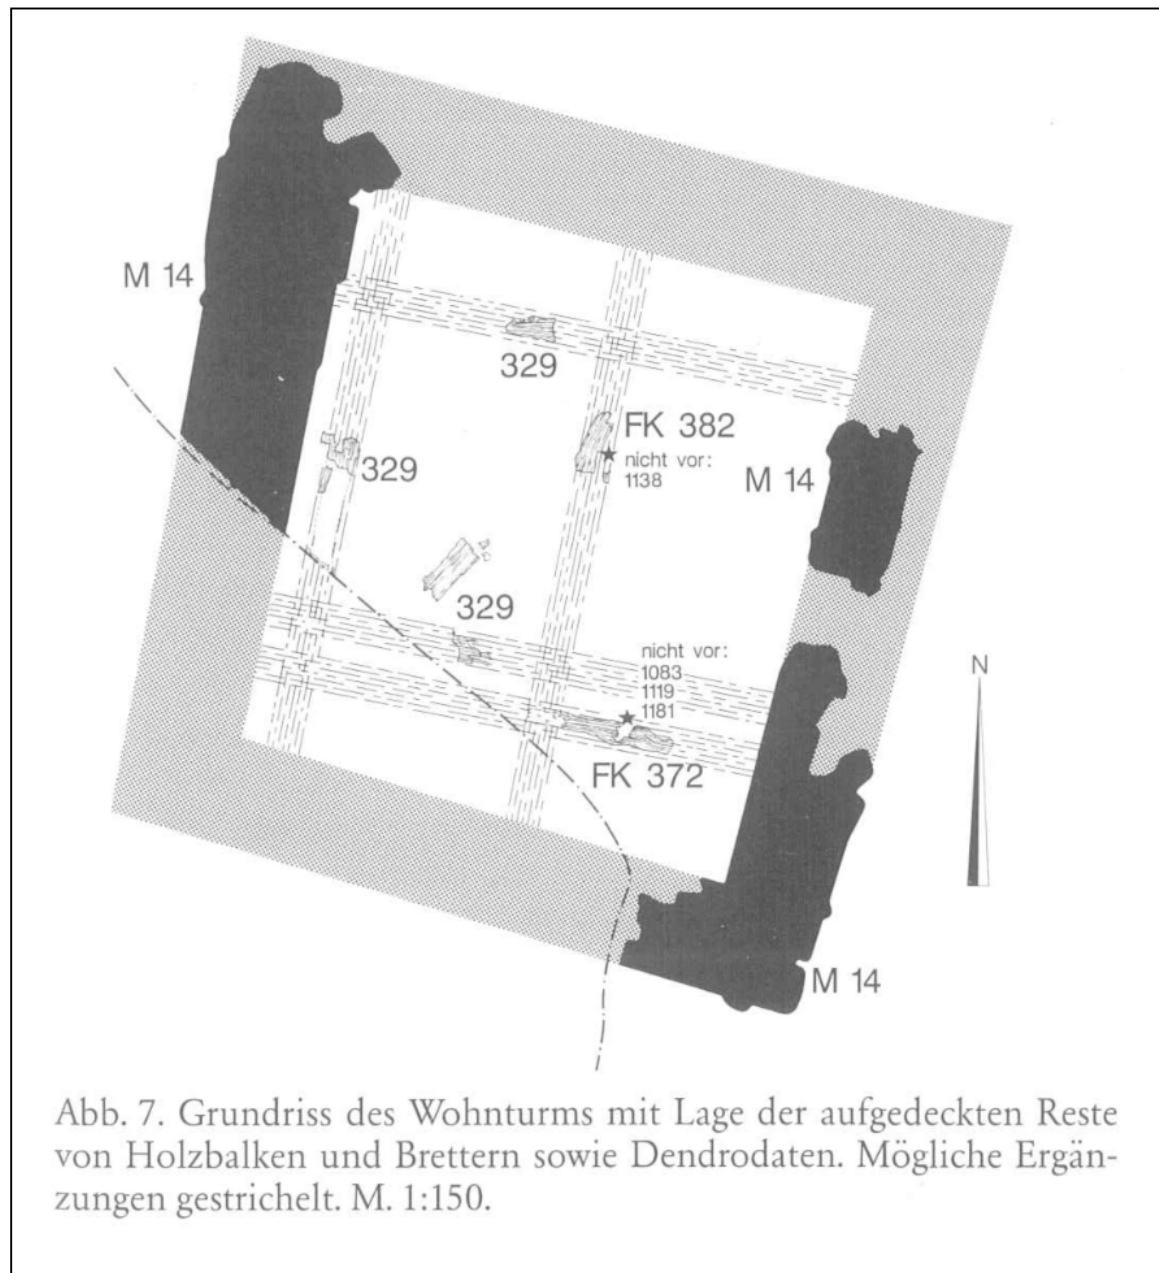 M 14
329
FK 382
nicht vor:
1138
M 14
329
329
nicht vor:
1083
1119
1181
N
FK 372
M 14
Abb. 7. Grundriss des Wohnturms mit Lage der aufgedeckten Reste
von Holzbalken und Brettern sowie Dendrodaten. Mögliche Ergän-
zungen gestrichelt. M. 1:150.